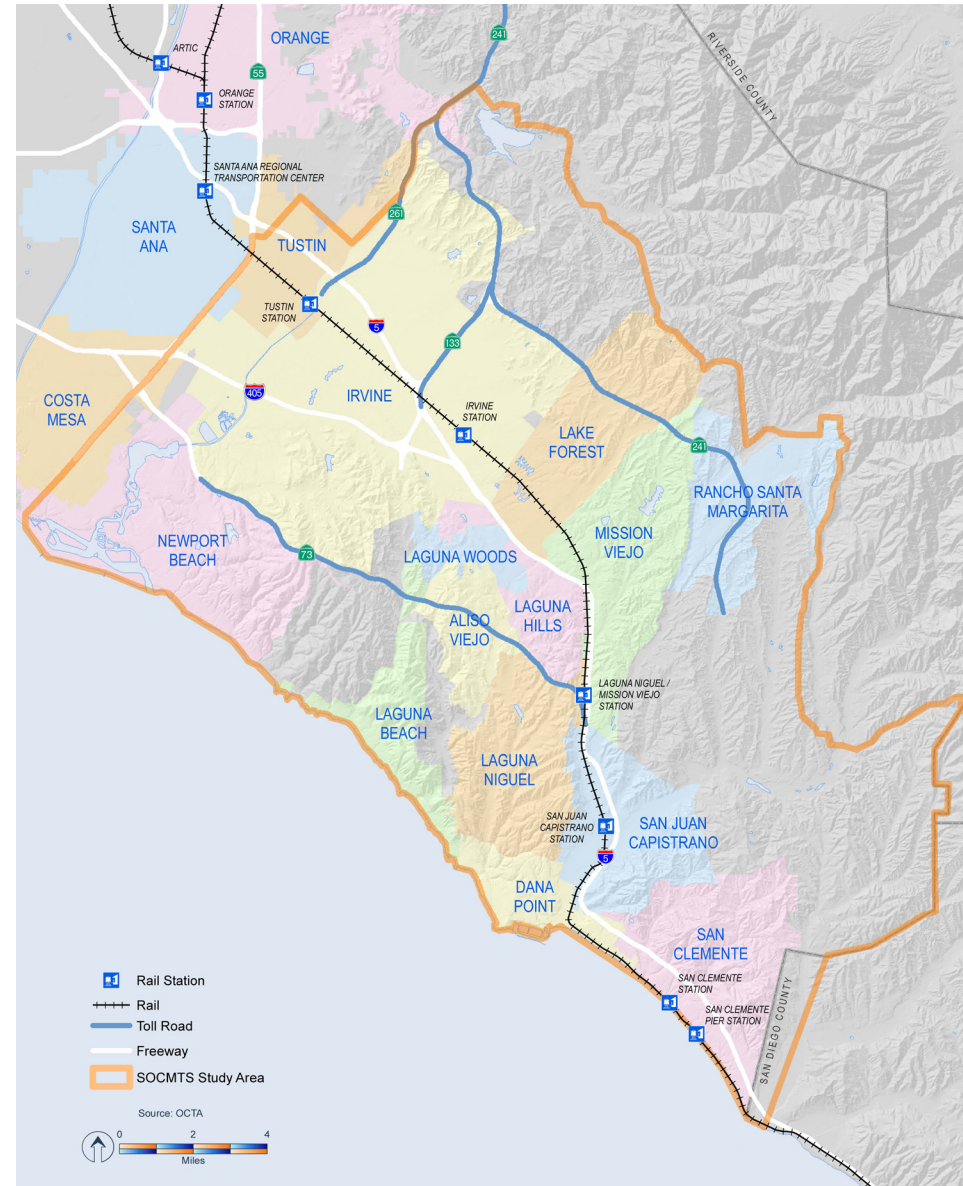 ORANGE
241
RIVERSIDE COUNTY
ARTIC
55
ORANGE
STATION
SANTA ANA REGIONAL
TRANSPORTATION CENTER
SANTA
ANA
TUSTIN
261
TUSTIN
STATION
5
133
405
IRVINE
COSTA
MESA
IRVINE
STATION
LAKE
FOREST
241
RANCHO SANTA
MARGARITA
MISSION
VIEJO
NEWPORT
BEACH
73
LAGUNA WOODS
LAGUNA
HILLS
ALISO
VIEJO
LAGUNA NIGUEL /
MISSION VIEJO
STATION
LAGUNA
BEACH
LAGUNA
NIGUEL
SAN JUAN
CAPISTRANO
STATION
SAN JUAN
CAPISTRANO
5
DANA
POINT
SAN
CLEMENTE
SAN CLEMENTE
STATION
SAN CLEMENTE
PIER STATION
SAN DIEGO COUNTY
Rail Station
Rail
Toll Road
Freeway
SOCMTS Study Area
Source: OCTA
0 2 4
Miles